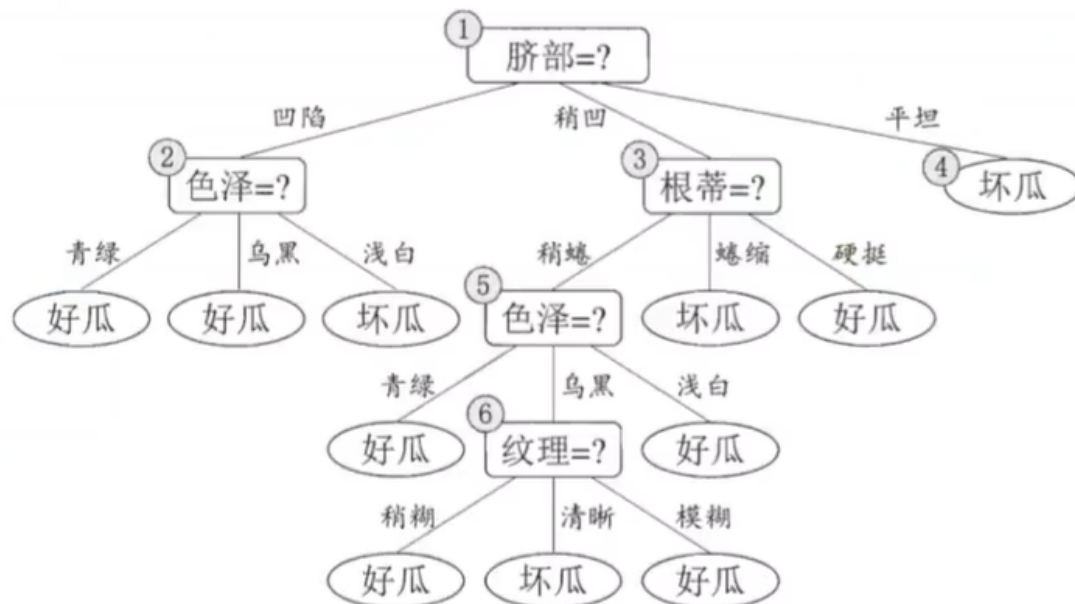 ①
脐部=?
凹陷 稍凹 平坦
② ③ ④
色泽=? 根蒂=? 坏瓜
青绿 乌黑 浅白 稍蜷 蜷缩 硬挺
⑤
好瓜 好瓜 坏瓜 色泽=? 坏瓜 好瓜
青绿 乌黑 浅白
⑥
好瓜 纹理=? 好瓜
稍糊 清晰 模糊
好瓜 坏瓜 好瓜